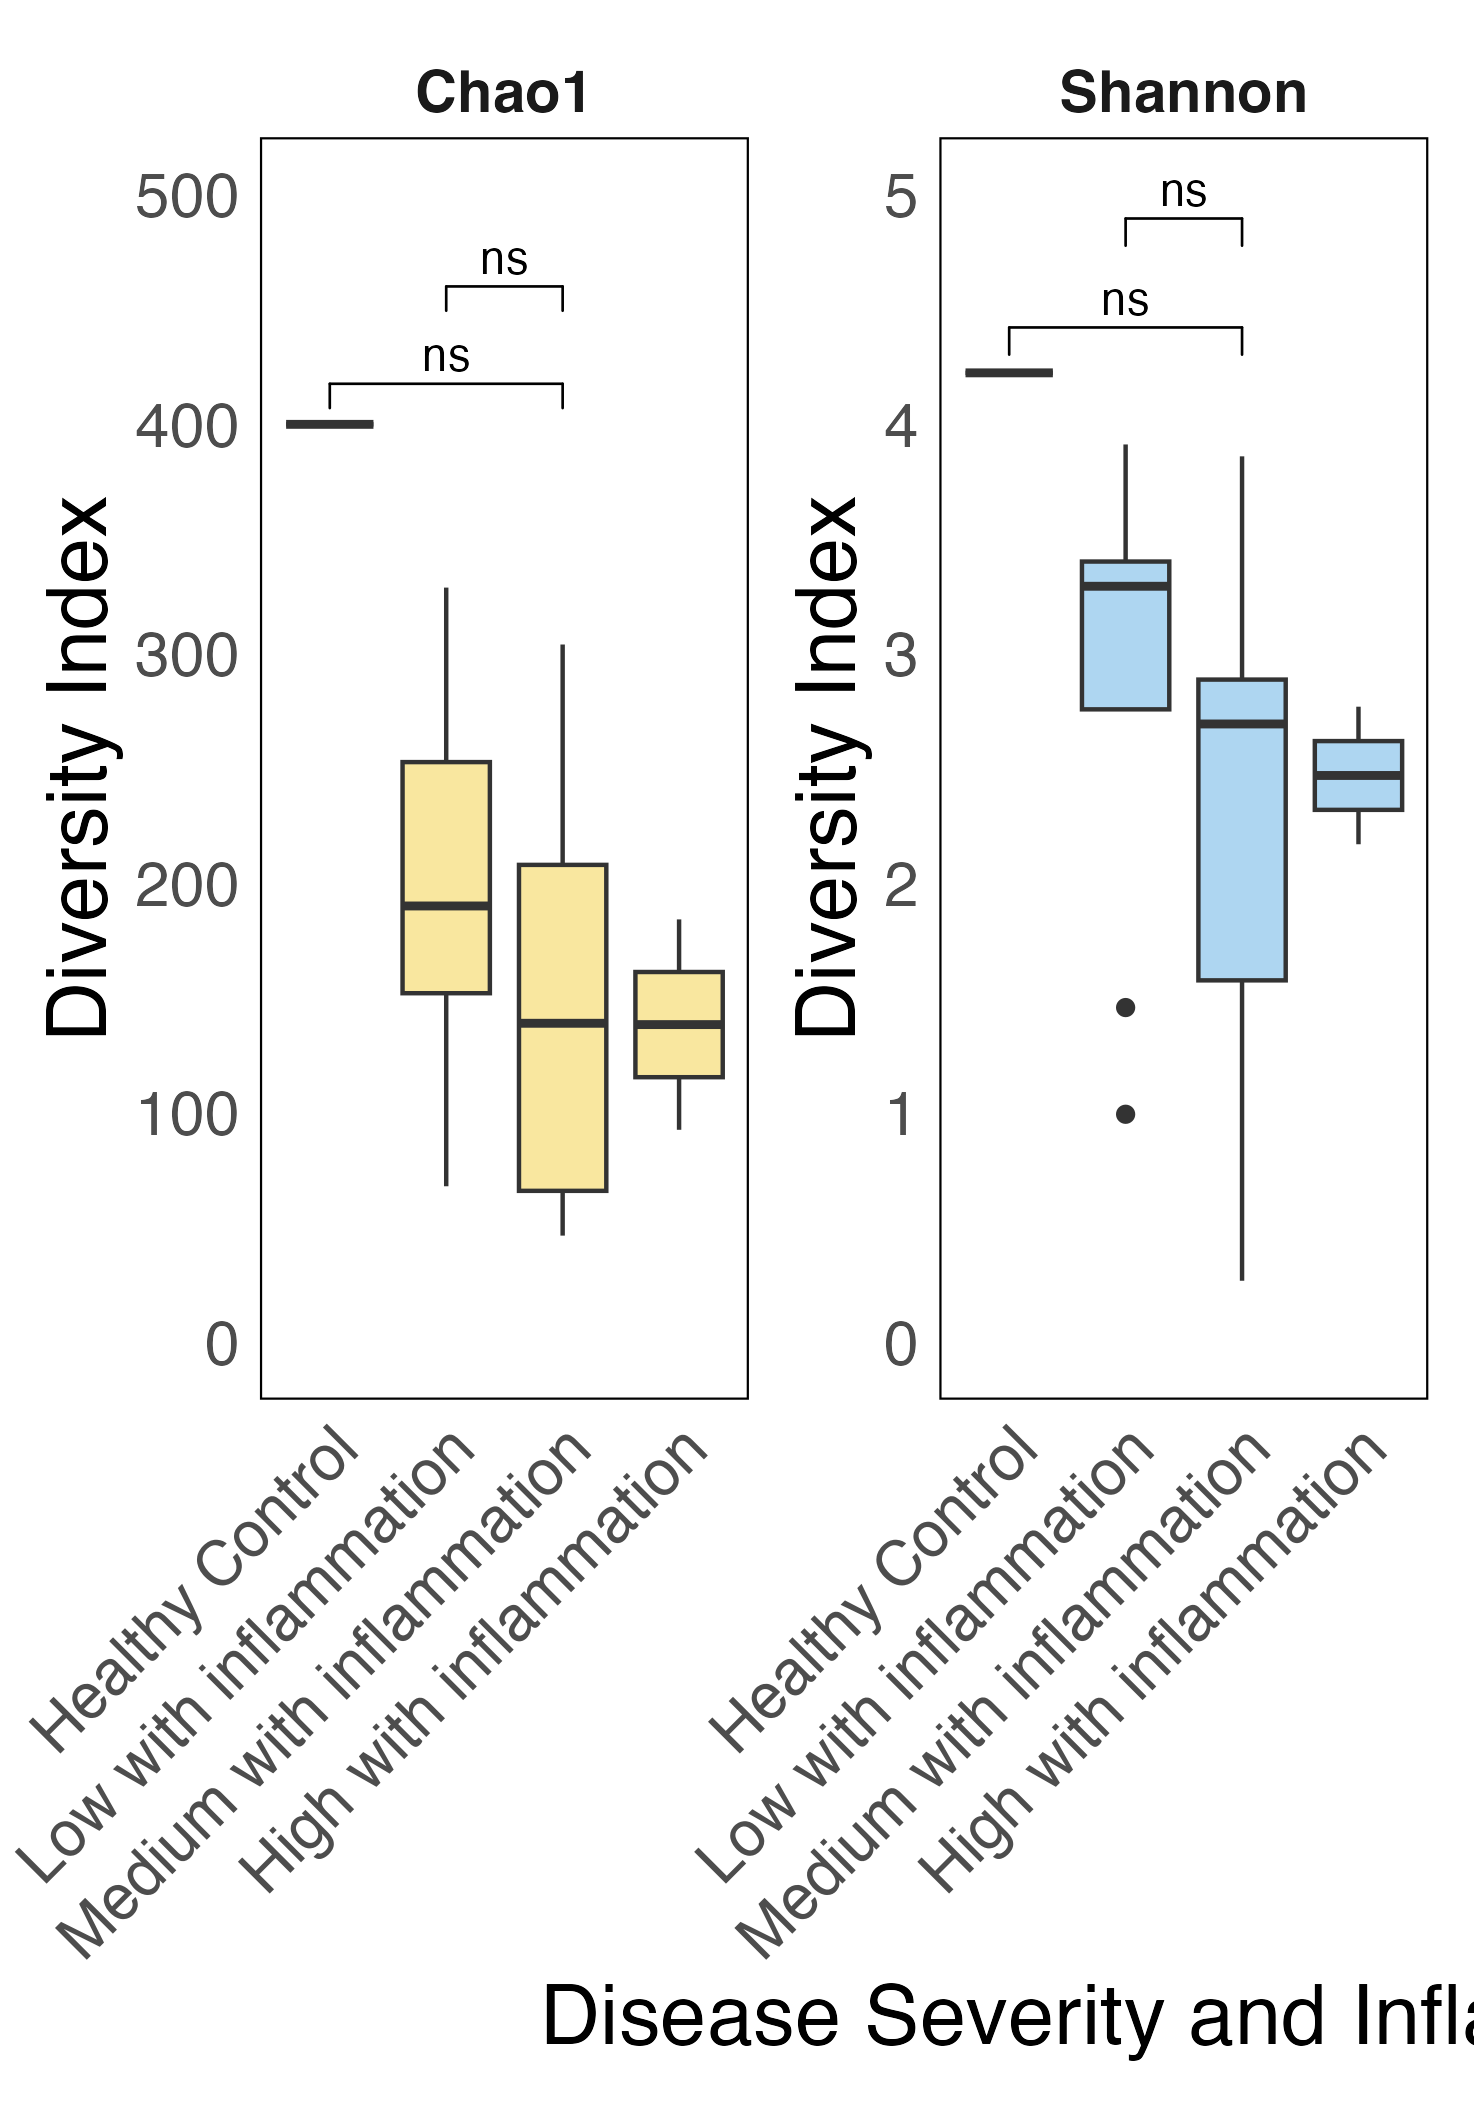 Chao1
Shannon
Diversity Index
500
400
300
200
100
0
ns
ns
Healthy Control
Low with inflammation
Medium with inflammation
High with inflammation
Diversity Index
5
4
3
2
1
0
ns
ns
Healthy Control
Low with inflammation
Medium with inflammation
High with inflammation
Disease Severity and Infla